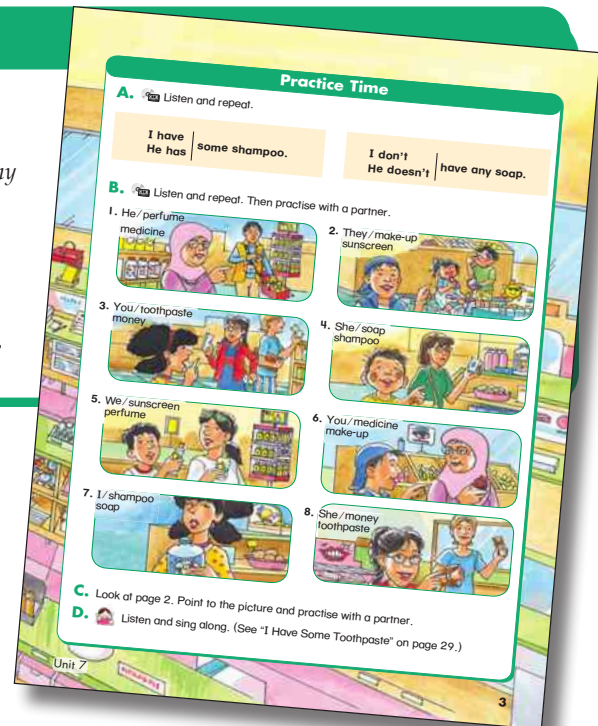 ny
,
Practice Time
A. Listen and repeat.
I have
He has
some shampoo.
I don't
He doesn't
have any soap.
B. Listen and repeat. Then practise with a partner.
1. He/perfume
medicine
2. They/make-up
sunscreen
3. You/toothpaste
money
4. She/soap
shampoo
5. We/sunscreen
perfume
6. You/medicine
make-up
7. I/shampoo
soap
8. She/money
toothpaste
C. Look at page 2. Point to the picture and practise with a partner.
D. Listen and sing along. (See "I Have Some Toothpaste" on page 29.)
Unit 7
3